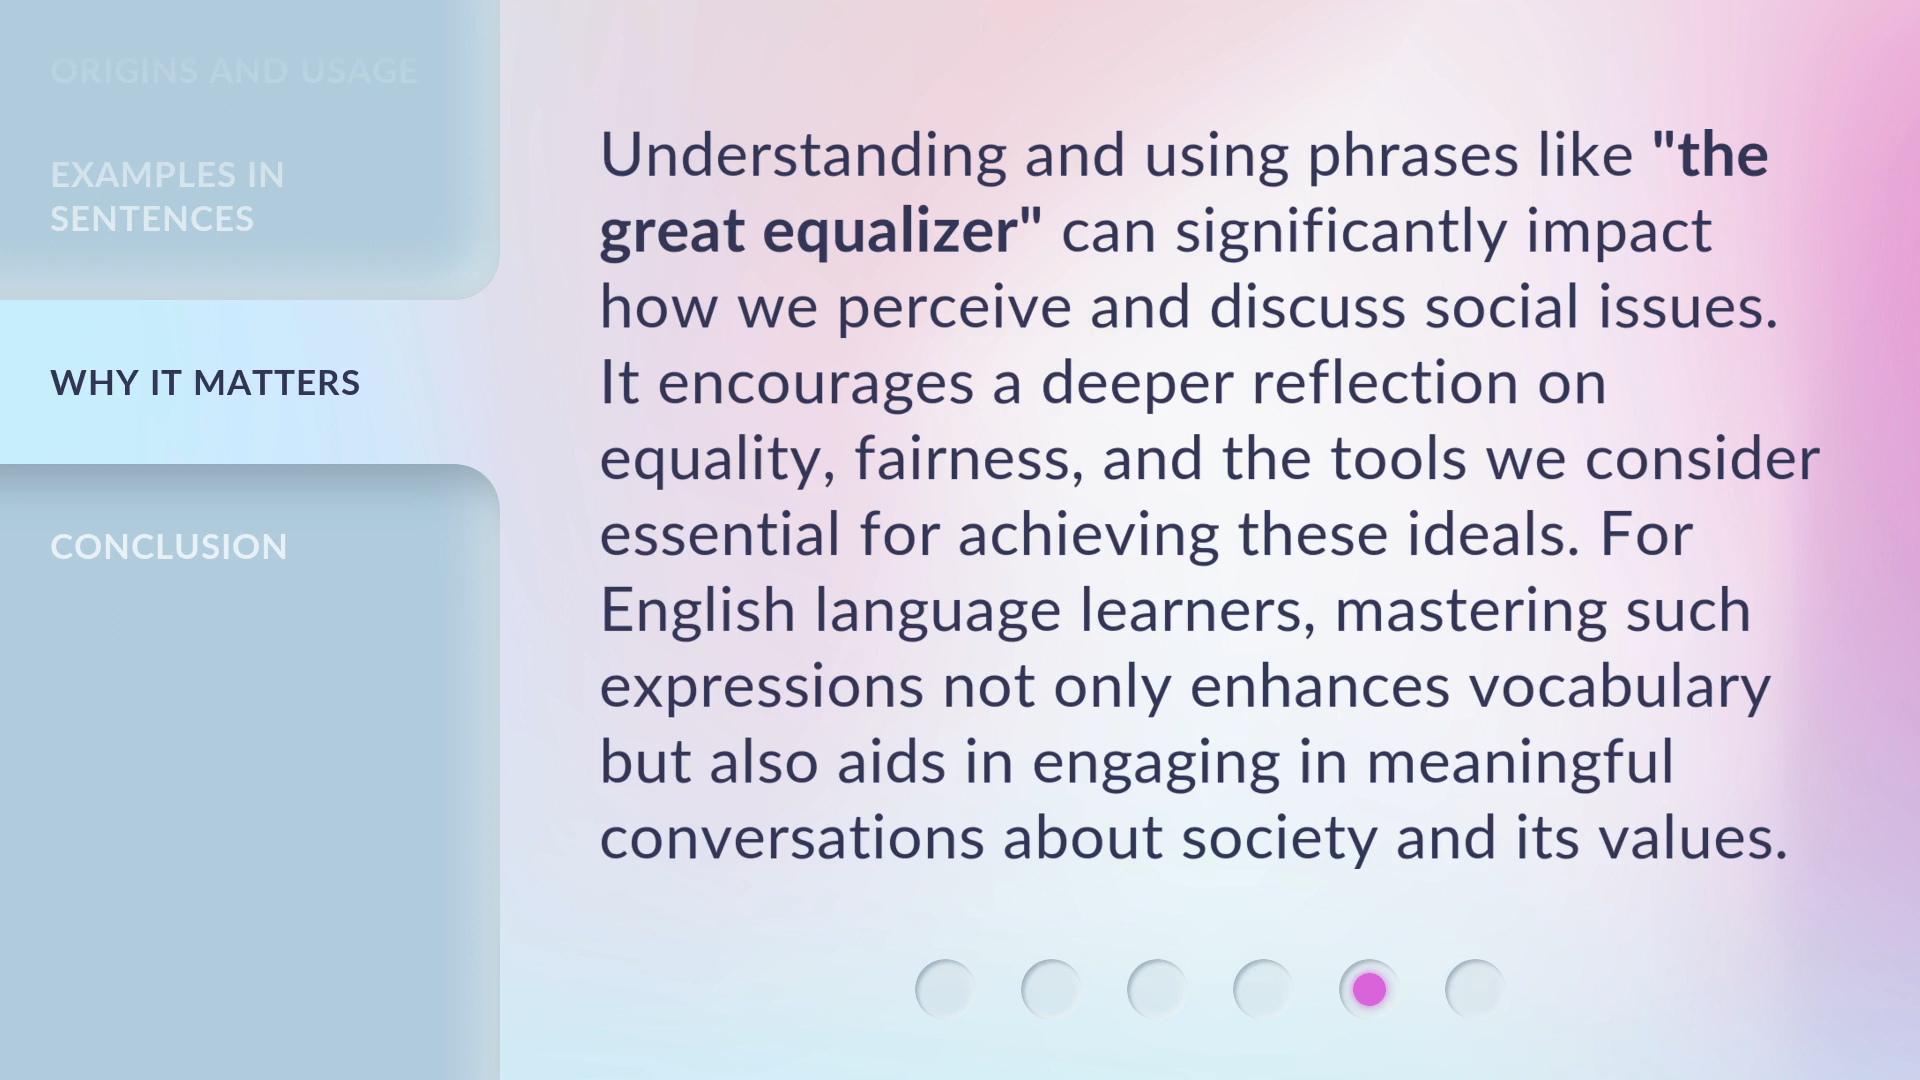 ORIGINS AND USAGE
EXAMPLES IN
SENTENCES
WHY IT MATTERS
CONCLUSION
Understanding and using phrases like "the
great equalizer" can significantly impact
how we perceive and discuss social issues.
It encourages a deeper reflection on
equality, fairness, and the tools we consider
essential for achieving these ideals. For
English language learners, mastering such
expressions not only enhances vocabulary
but also aids in engaging in meaningful
conversations about society and its values.